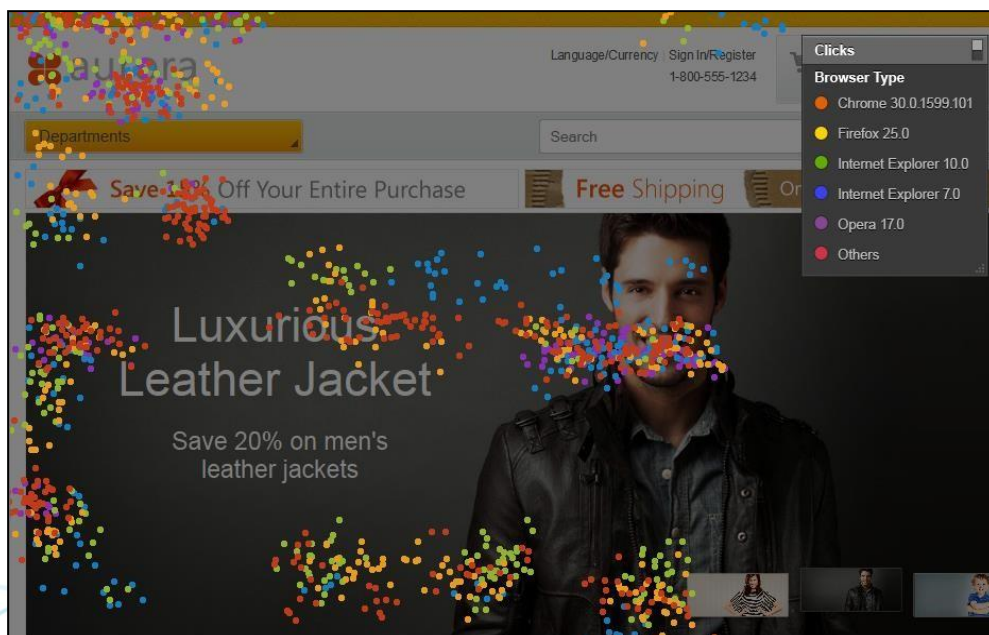 aurora
Language/Currency Sign In/Register
1-800-555-1234
Departments
Search
Save Off Your Entire Purchase
Free Shipping
Luxurious
Leather Jacket
Save 20% on men's
leather jackets
Clicks
Browser Type
Chrome 30.0.1599.101
Firefox 25.0
Internet Explorer 10.0
Internet Explorer 7.0
Opera 17.0
Others